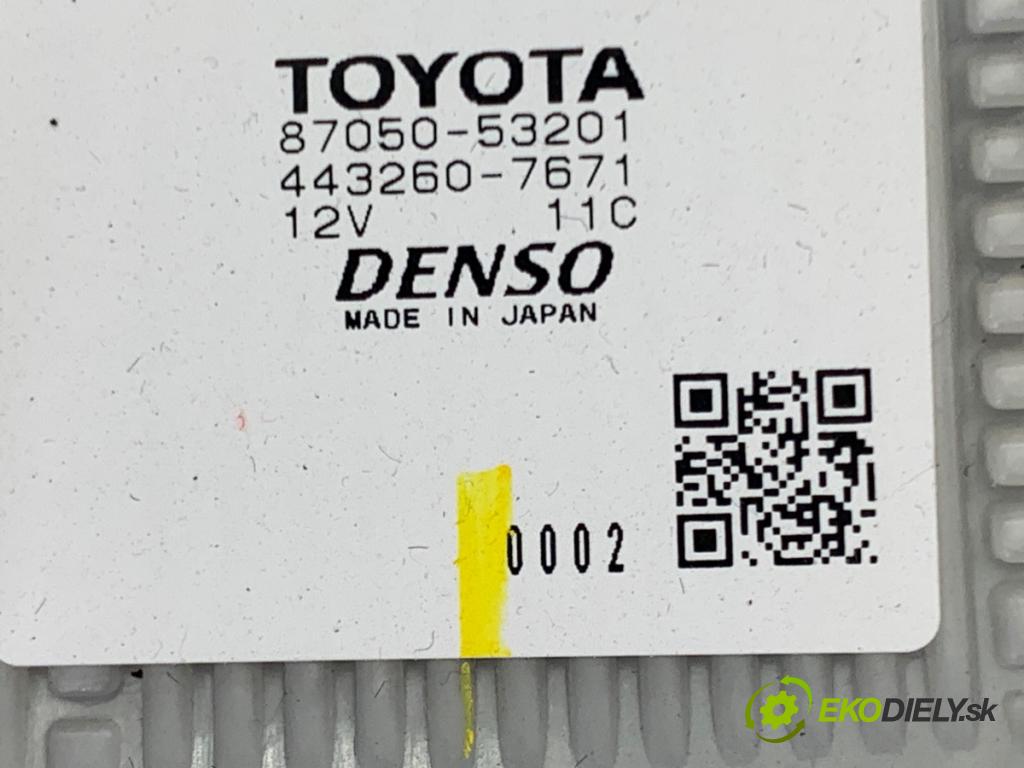 TOYOTA
87050-53201
443260-7671
12V 11C
DENSO
MADE IN JAPAN
0002
EKODIELY.sk